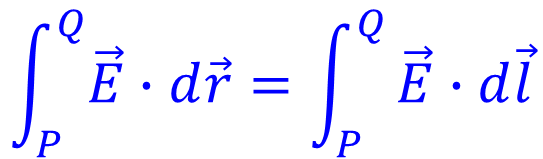 ∫_P^Q E⃗ · dr⃗ = ∫_P^Q E⃗ · dl⃗